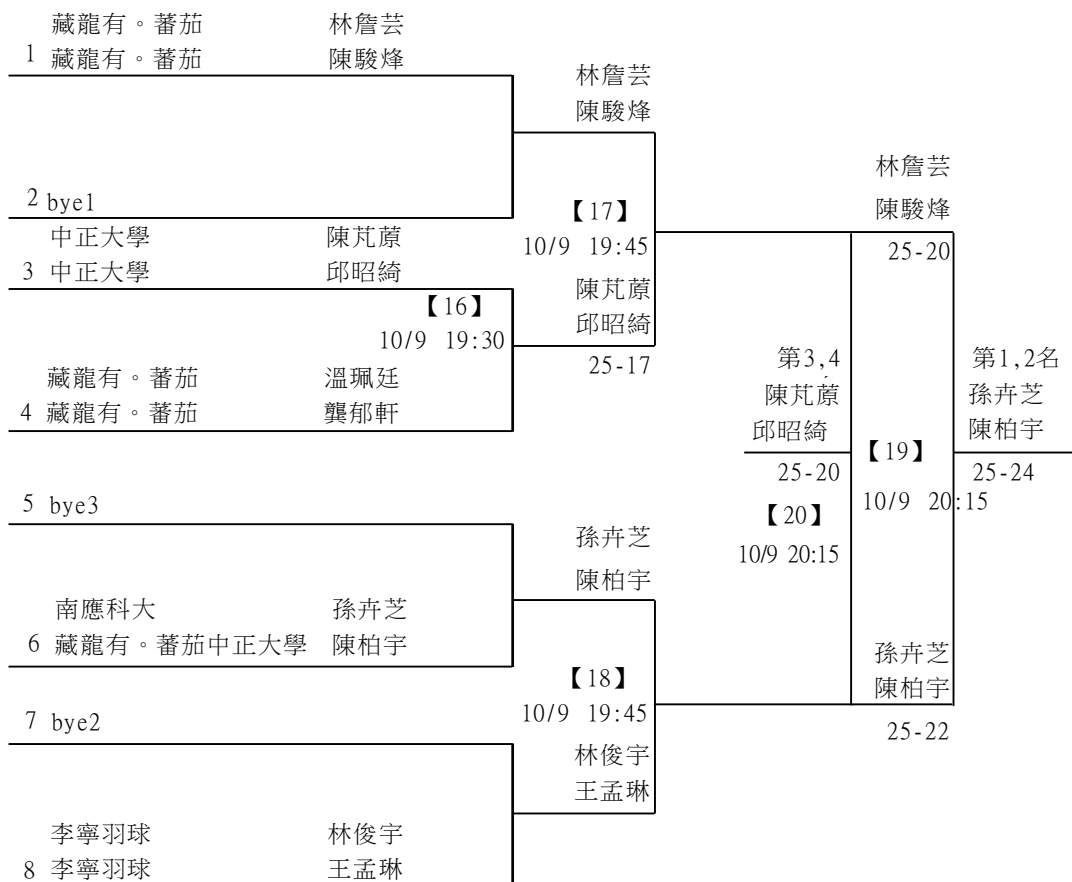 藏龍有。蕃茄 林詹芸
1 藏龍有。蕃茄 陳駿烽
林詹芸
陳駿烽
林詹芸
2 bye1
陳駿烽
【17】
中正大學 陳芃蒝
10/9 19:45
25-20
3 中正大學 邱昭綺
陳芃蒝
【16】
邱昭綺
10/9 19:30
25-17
第3,4
第1,2名
藏龍有。蕃茄 溫珮廷
陳芃蒝
孫卉芝
4 藏龍有。蕃茄 龔郁軒
邱昭綺
陳柏宇
【19】
25-20
25-24
5 bye3
10/9 20:15
【20】
孫卉芝
10/9 20:15
陳柏宇
南應科大 孫卉芝
6 藏龍有。蕃茄中正大學 陳柏宇
孫卉芝
【18】
陳柏宇
7 bye2
10/9 19:45
25-22
林俊宇
王孟琳
李寧羽球 林俊宇
8 李寧羽球 王孟琳